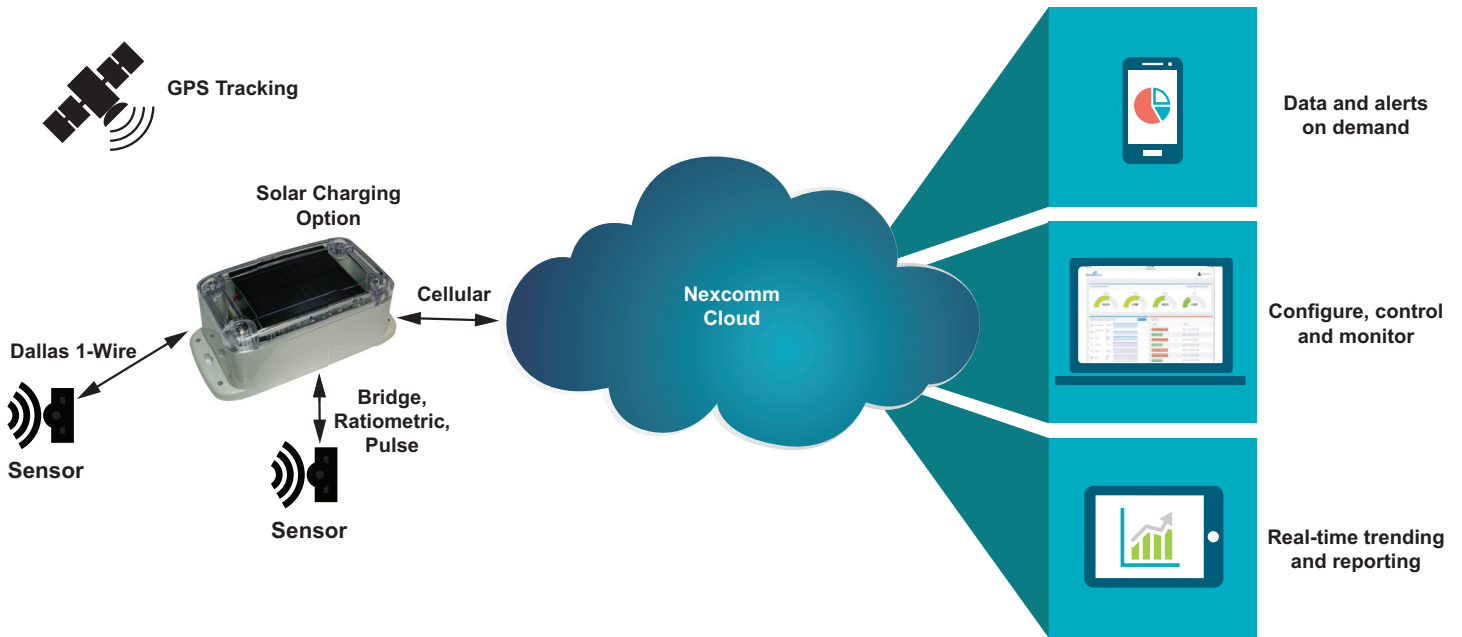 GPS Tracking
Solar Charging
Option
Cellular
Dallas 1-Wire
Sensor
Bridge,
Ratiometric,
Pulse
Sensor
Nexcomm
Cloud
Data and alerts
on demand
Configure, control
and monitor
Real-time trending
and reporting